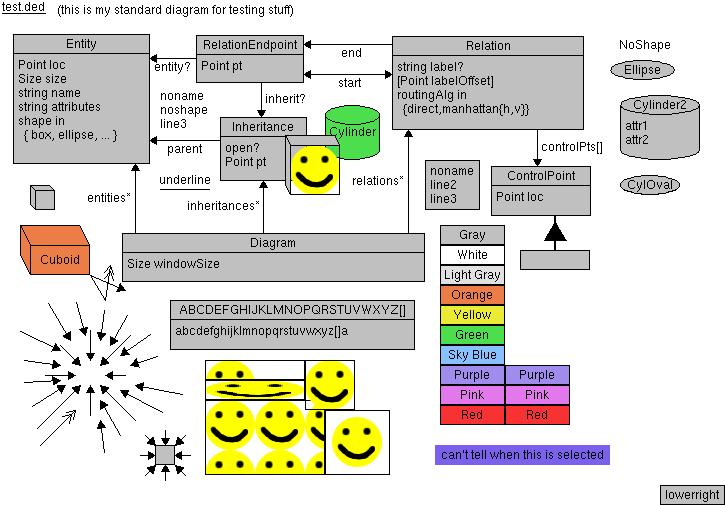 test.ded (this is my standard diagram for testing stuff)
Entity
Point loc
Size size
string name
string attributes
shape in
{ box, ellipse, ... }
entity?
RelationEndpoint
Point pt
end
start
Relation
string label?
[Point labelOffset]
routingAlg in
{direct,manhattan{h,v}}
NoShape
Ellipse
Cylinder2
attr1
attr2
CylOval
noname
noshape
line3
inherit?
parent
Inheritance
open?
Point pt
Cylinder
underline
entities*
inheritances*
relations*
noname
line2
line3
controlPts[]
ControlPoint
Point loc
Cuboid
Diagram
Size windowSize
ABCDEFGHIJKLMNOPQRSTUVWXYZ[]
abcdefghijklmnopqrstuvwxyz[]a
Gray
White
Light Gray
Orange
Yellow
Green
Sky Blue
Purple Purple
Pink Pink
Red Red
can't tell when this is selected
lowerright